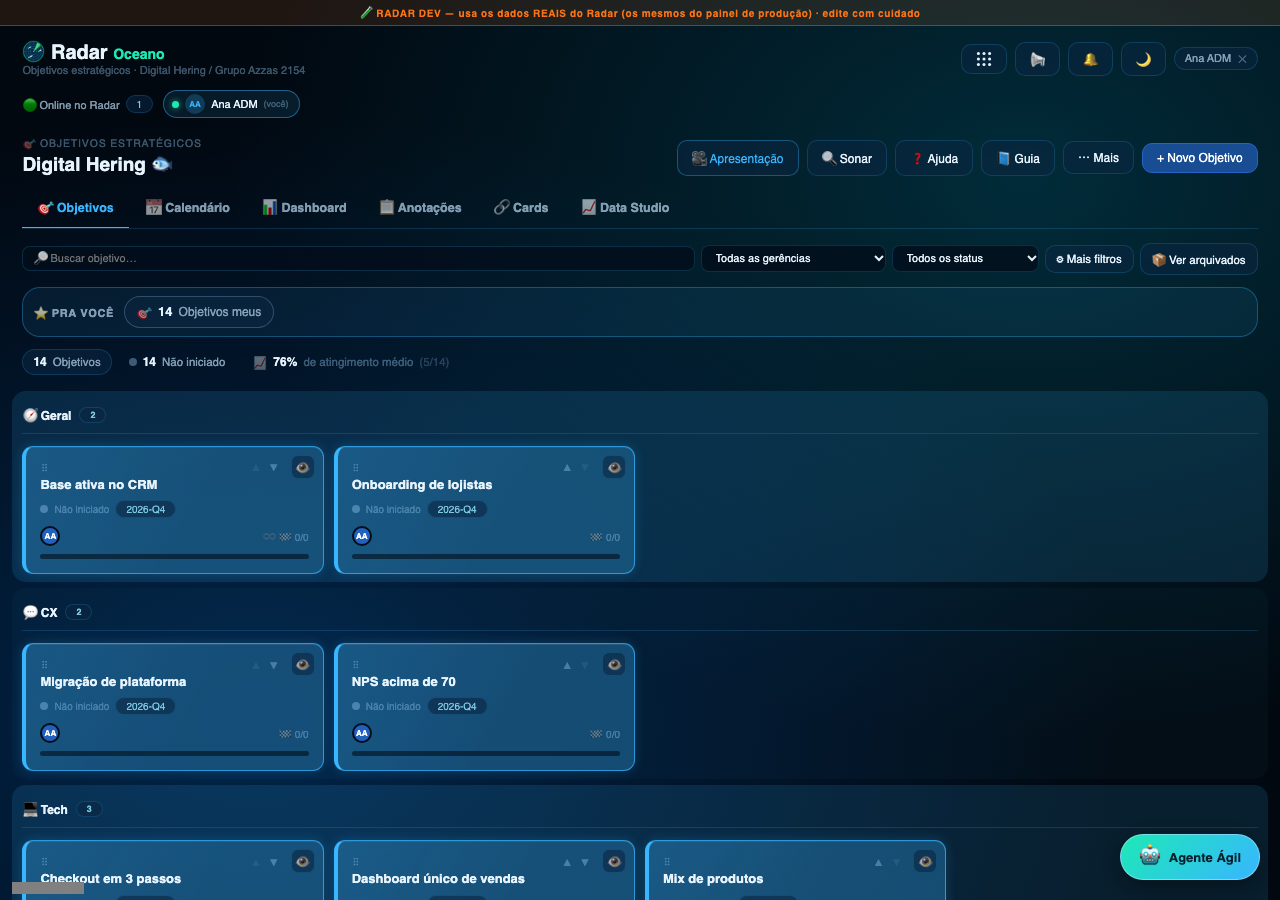 RADAR DEV — usa os dados REAIS do Radar (os mesmos do painel de produção) · edite com cuidado
Radar Oceano
Objetivos estratégicos · Digital Hering / Grupo Azzas 2154
Ana ADM ×
Online no Radar 1
AA Ana ADM (você)
OBJETIVOS ESTRATÉGICOS
Digital Hering
Apresentação
Sonar
Ajuda
Guia
⋯ Mais
+ Novo Objetivo
Objetivos
Calendário
Dashboard
Anotações
Cards
Data Studio
Buscar objetivo…
Todas as gerências
Todos os status
Mais filtros
Ver arquivados
PRA VOCÊ
14 Objetivos meus
14 Objetivos
14 Não iniciado
76% de atingimento médio (5/14)
Geral 2
Base ativa no CRM
Não iniciado 2026-Q4
AA 0/0
Onboarding de lojistas
Não iniciado 2026-Q4
AA 0/0
CX 2
Migração de plataforma
Não iniciado 2026-Q4
AA 0/0
NPS acima de 70
Não iniciado 2026-Q4
AA 0/0
Tech 3
Checkout em 3 passos
Dashboard único de vendas
Mix de produtos
Agente Ágil